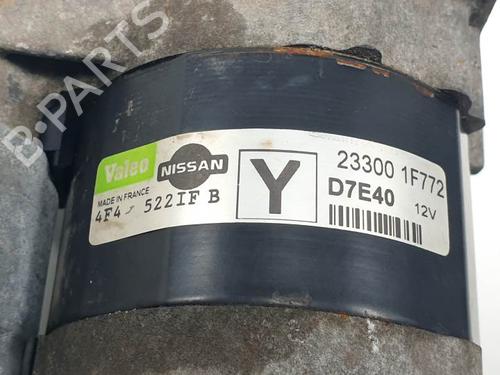 B-PARTS
Valeo
NISSAN
MADE IN FRANCE
4F4 522IF B
Y
23300 1F772
D7E40
12V